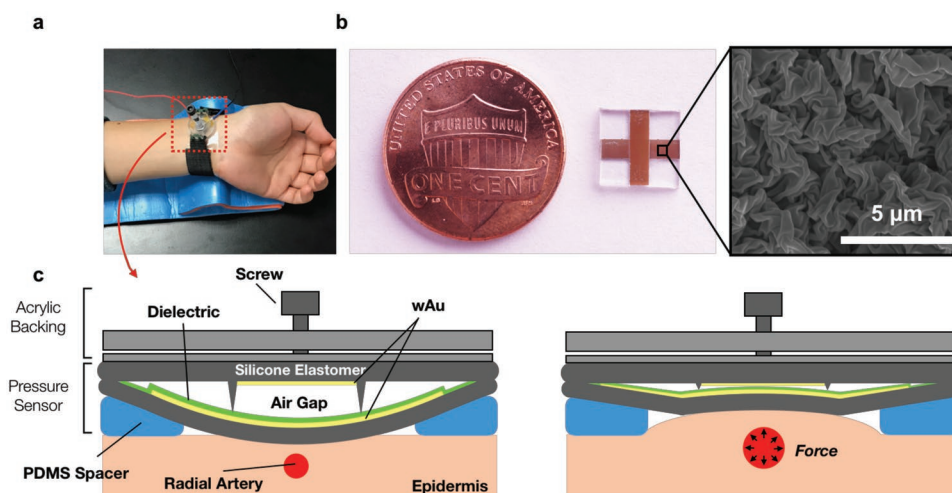 a
b
UNITED STATES OF AMERICA
E PLURIBUS UNUM
ONE CENT
5 µm
c
Screw
Acrylic
Backing
Dielectric
wAu
Silicone Elastomer
Pressure
Sensor
Air Gap
PDMS Spacer
Radial Artery
Epidermis
Force